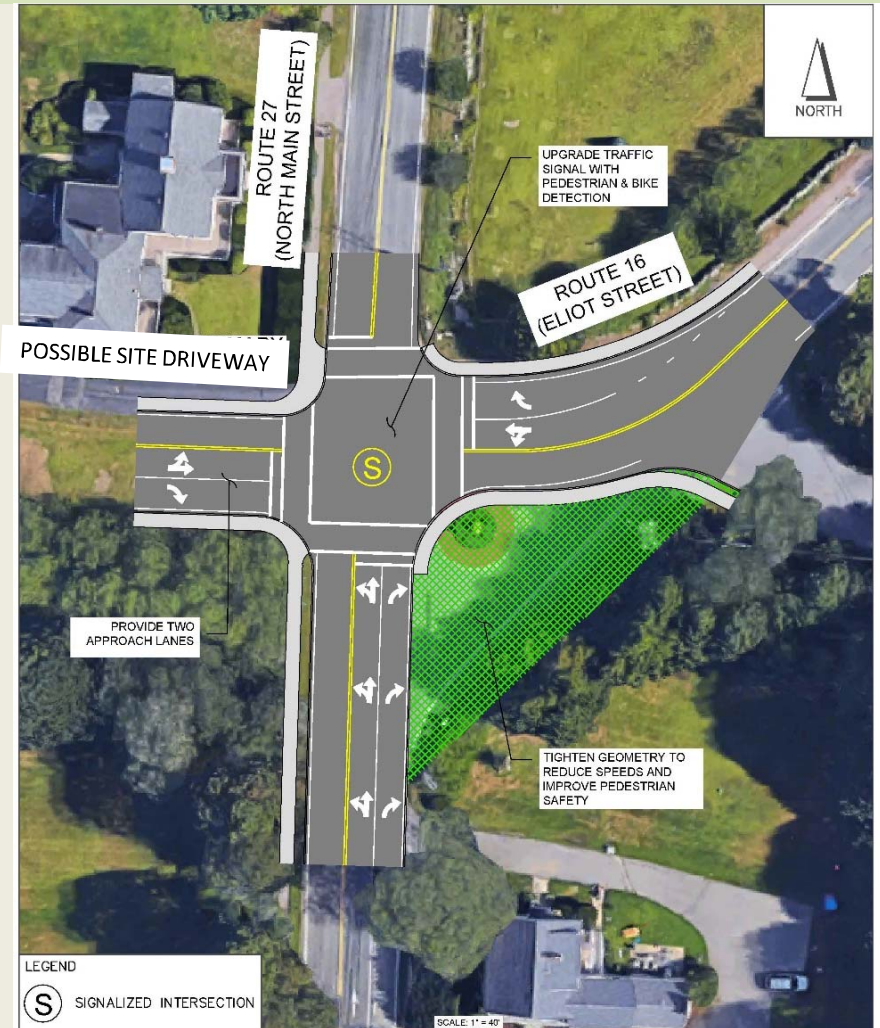 ROUTE 27
(NORTH MAIN STREET)
NORTH
UPGRADE TRAFFIC
SIGNAL WITH
PEDESTRIAN & BIKE
DETECTION
ROUTE 16
(ELIOT STREET)
POSSIBLE SITE DRIVEWAY
S
PROVIDE TWO
APPROACH LANES
TIGHTEN GEOMETRY TO
REDUCE SPEEDS AND
IMPROVE PEDESTRIAN
SAFETY
LEGEND
S SIGNALIZED INTERSECTION
SCALE: 1" = 40'